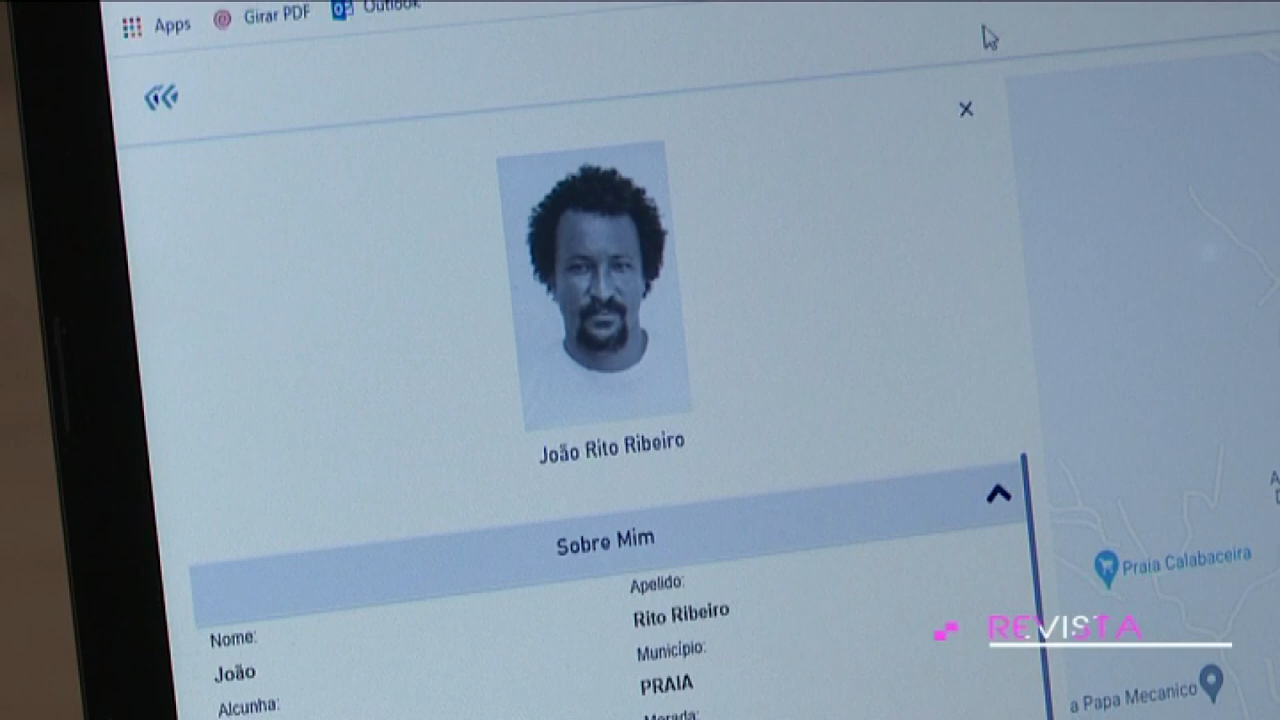 Apps Girar PDF Outlook
João Rito Ribeiro
Sobre Mim
Nome:
João
Alcunha:
Apelido:
Rito Ribeiro
Município:
PRAIA
Morada:
Praia Calabaceira
a Papa Mecanico
REVISTA